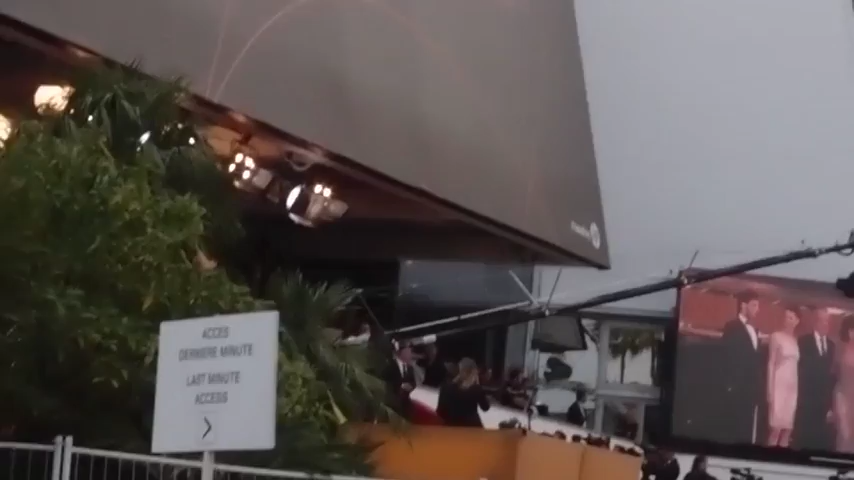 ACCES
DERNIERE MINUTE
LAST MINUTE
ACCESS
>